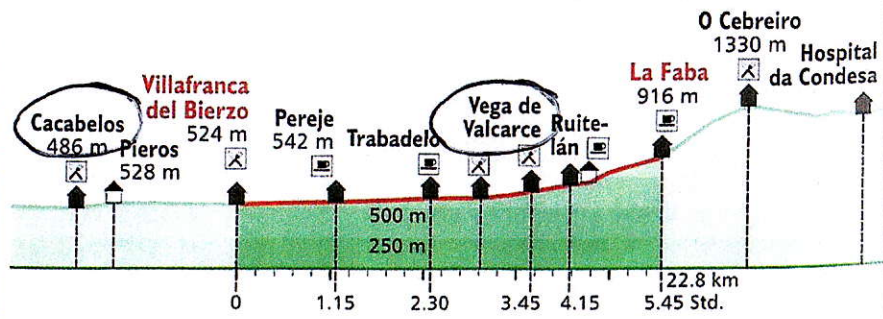 O Cebreiro
1330 m
Hospital
da Condesa
Villafranca
del Bierzo
524 m
La Faba
916 m
Cacabelos
486 m
Pieros
528 m
Pereje
542 m
Trabadelo
Vega de
Valcarce
Ruite-
lán
500 m
250 m
22.8 km
0 1.15 2.30 3.45 4.15 5.45 Std.